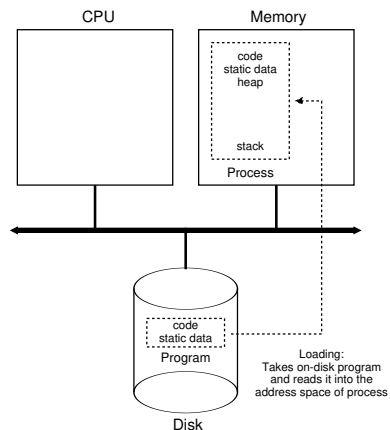 CPU
Memory
code
static data
heap
stack
Process
code
static data
Program
Loading:
Takes on-disk program
and reads it into the
address space of process
Disk